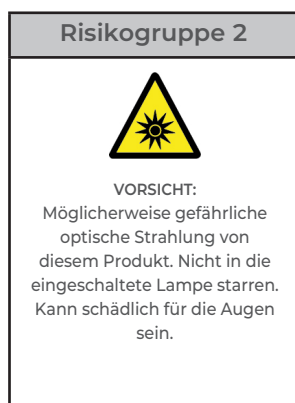 Risikogruppe 2
VORSICHT:
Möglicherweise gefährliche
optische Strahlung von
diesem Produkt. Nicht in die
eingeschaltete Lampe starren.
Kann schädlich für die Augen
sein.